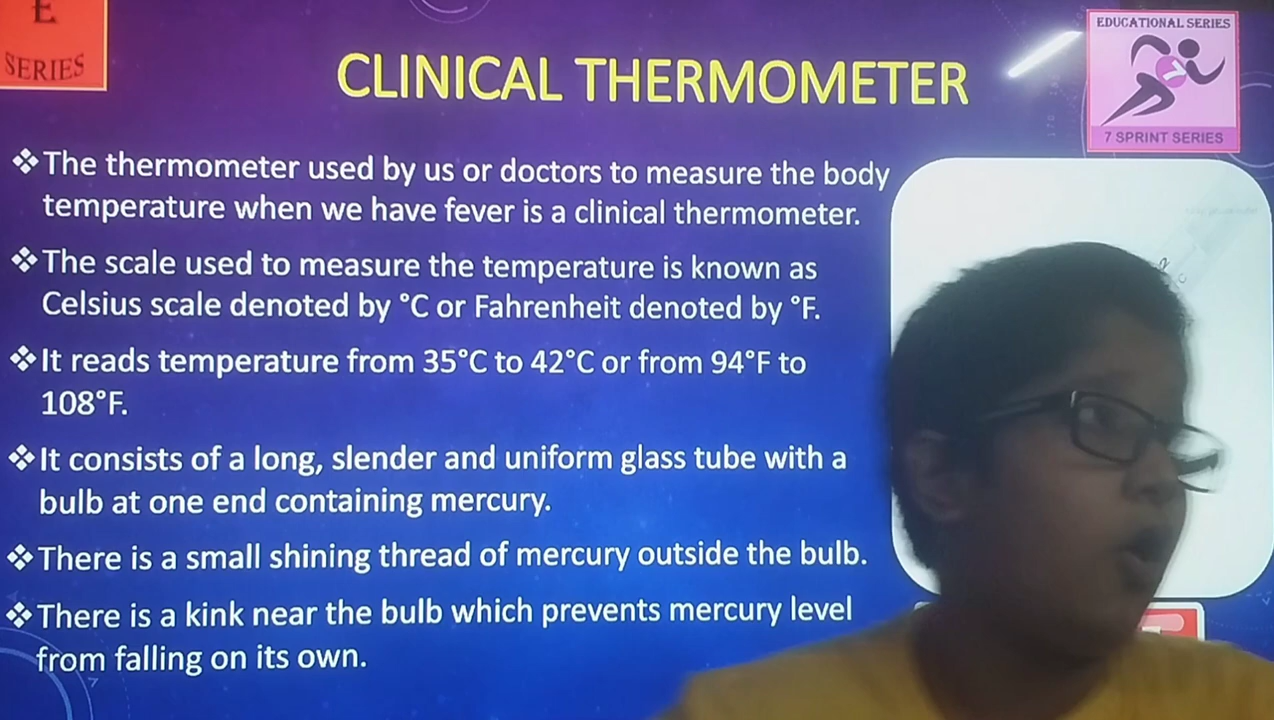 E
SERIES
CLINICAL THERMOMETER
EDUCATIONAL SERIES
7
7 SPRINT SERIES
❖The thermometer used by us or doctors to measure the body
temperature when we have fever is a clinical thermometer.
❖The scale used to measure the temperature is known as
Celsius scale denoted by °C or Fahrenheit denoted by °F.
❖It reads temperature from 35°C to 42°C or from 94°F to
108°F.
❖It consists of a long, slender and uniform glass tube with a
bulb at one end containing mercury.
❖There is a small shining thread of mercury outside the bulb.
❖There is a kink near the bulb which prevents mercury level
from falling on its own.